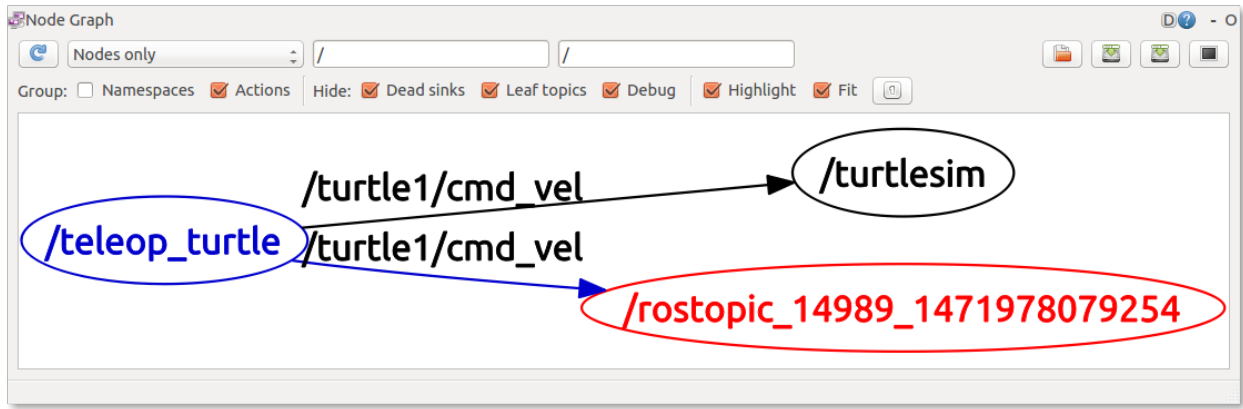 Node Graph
D ? - O
Nodes only / /
Group: Namespaces Actions Hide: Dead sinks Leaf topics Debug Highlight Fit
/turtle1/cmd_vel
/turtlesim
/teleop_turtle
/turtle1/cmd_vel
/rostopic_14989_1471978079254